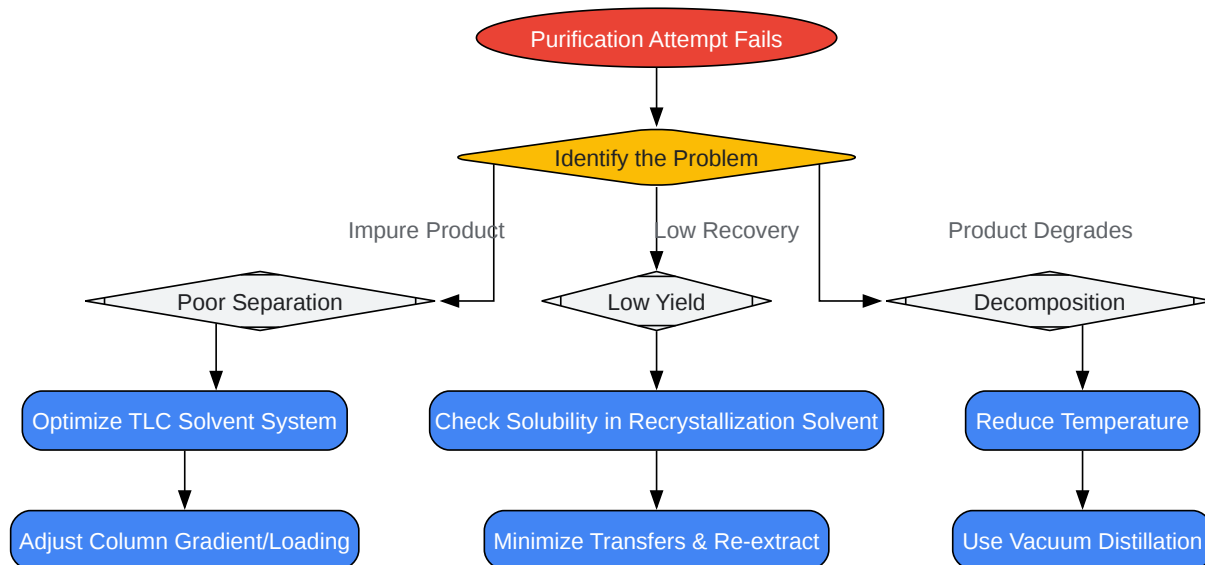 Purification Attempt Fails
Identify the Problem
Impure Product
Low Recovery
Product Degrades
Poor Separation
Low Yield
Decomposition
Optimize TLC Solvent System
Check Solubility in Recrystallization Solvent
Reduce Temperature
Adjust Column Gradient/Loading
Minimize Transfers & Re-extract
Use Vacuum Distillation